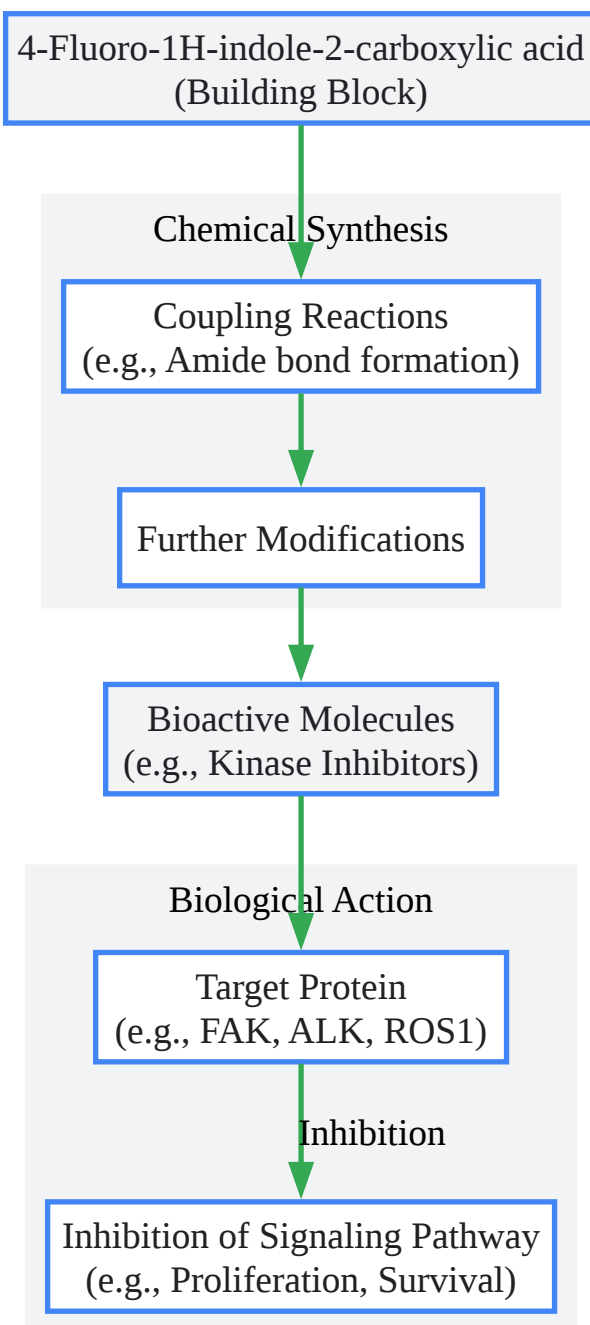 4-Fluoro-1H-indole-2-carboxylic acid
(Building Block)
Chemical Synthesis
Coupling Reactions
(e.g., Amide bond formation)
Further Modifications
Bioactive Molecules
(e.g., Kinase Inhibitors)
Biological Action
Target Protein
(e.g., FAK, ALK, ROS1)
Inhibition
Inhibition of Signaling Pathway
(e.g., Proliferation, Survival)